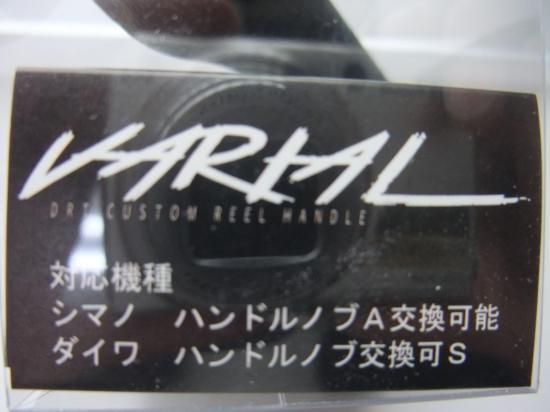 VARIAL
DRT CUSTOM REEL HANDLE
対応機種
シマノ ハンドルノブA交換可能
ダイワ ハンドルノブ交換可S